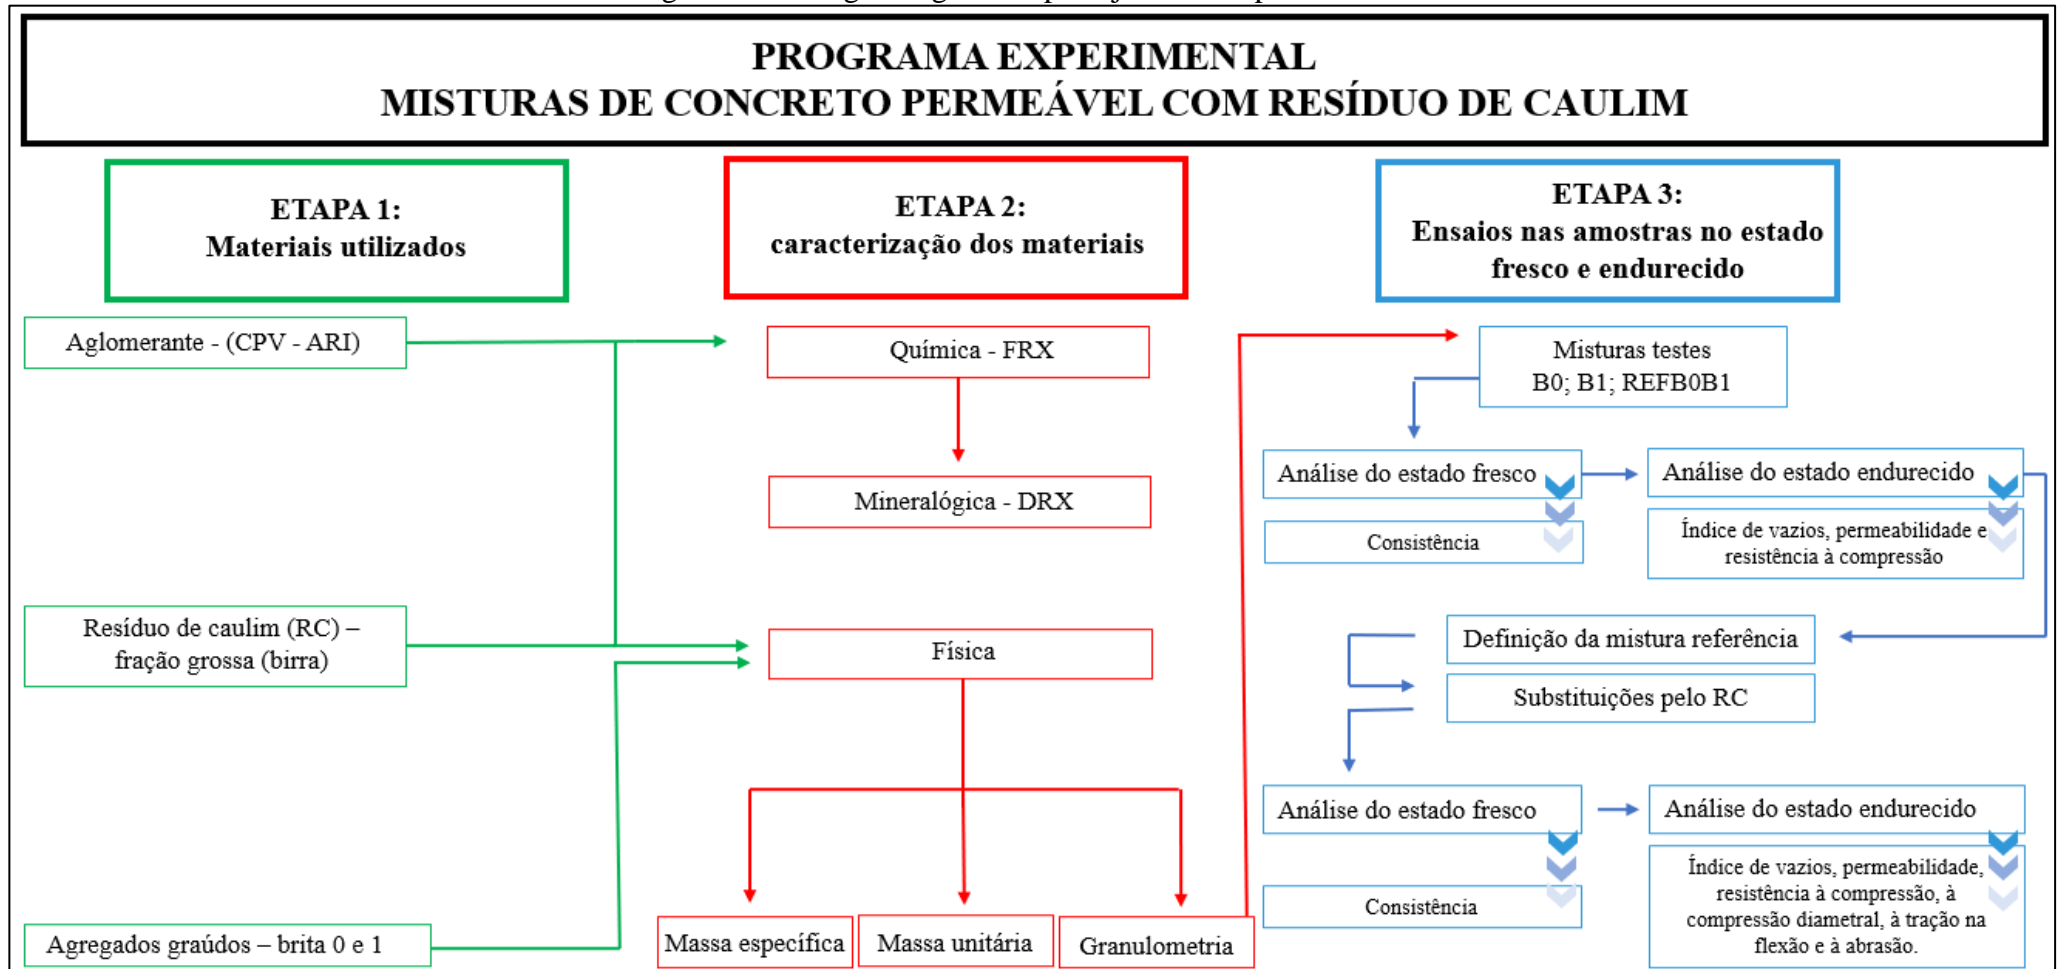 PROGRAMA EXPERIMENTAL
MISTURAS DE CONCRETO PERMEÁVEL COM RESÍDUO DE CAULIM
ETAPA 1:
Materiais utilizados
Aglomerante - (CPV - ARI)
Resíduo de caulim (RC) –
fração grossa (birra)
Agregados graúdos – brita 0 e 1
ETAPA 2:
caracterização dos materiais
Química - FRX
Mineralógica - DRX
Física
Massa específica
Massa unitária
Granulometria
ETAPA 3:
Ensaios nas amostras no estado
fresco e endurecido
Misturas testes
B0; B1; REFB0B1
Análise do estado fresco
Consistência
Análise do estado endurecido
Índice de vazios, permeabilidade e
resistência à compressão
Definição da mistura referência
Substituições pelo RC
Análise do estado fresco
Consistência
Análise do estado endurecido
Índice de vazios, permeabilidade,
resistência à compressão, à
compressão diametral, à tração na
flexão e à abrasão.